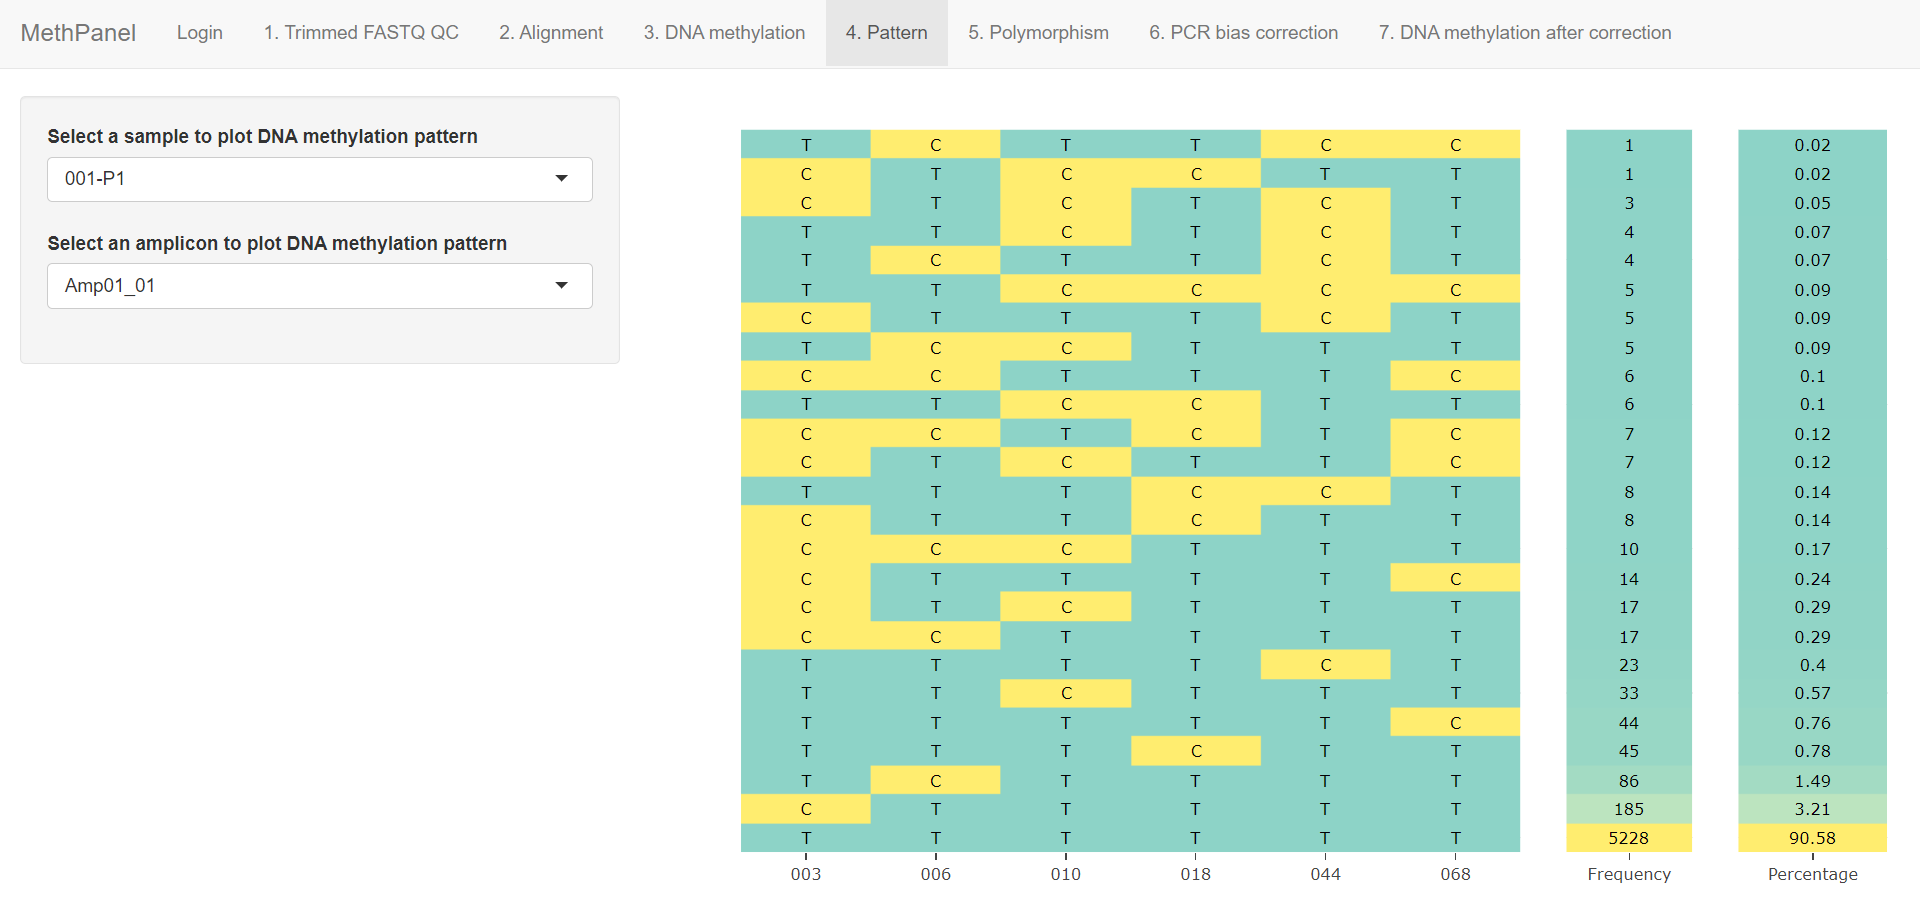 MethPanel Login 1. Trimmed FASTQ QC 2. Alignment 3. DNA methylation 4. Pattern 5. Polymorphism 6. PCR bias correction 7. DNA methylation after correction
Select a sample to plot DNA methylation pattern
001-P1
Select an amplicon to plot DNA methylation pattern
Amp01_01
T C T T C C 1 0.02
C T C C T T 1 0.02
C T C T C T 3 0.05
T T C T C T 4 0.07
T C T T C T 4 0.07
T T C C C C 5 0.09
C T T T C T 5 0.09
T C C T T T 5 0.09
C C T T T C 6 0.1
T T C C T T 6 0.1
C C T C T C 7 0.12
C T C T T C 7 0.12
T T T C C T 8 0.14
C T T C T T 8 0.14
C C C T T T 10 0.17
C T T T T C 14 0.24
C T C T T T 17 0.29
C C T T T T 17 0.29
T T T T C T 23 0.4
T T C T T T 33 0.57
T T T T T C 44 0.76
T T T C T T 45 0.78
T C T T T T 86 1.49
C T T T T T 185 3.21
T T T T T T 5228 90.58
003 006 010 018 044 068 Frequency Percentage